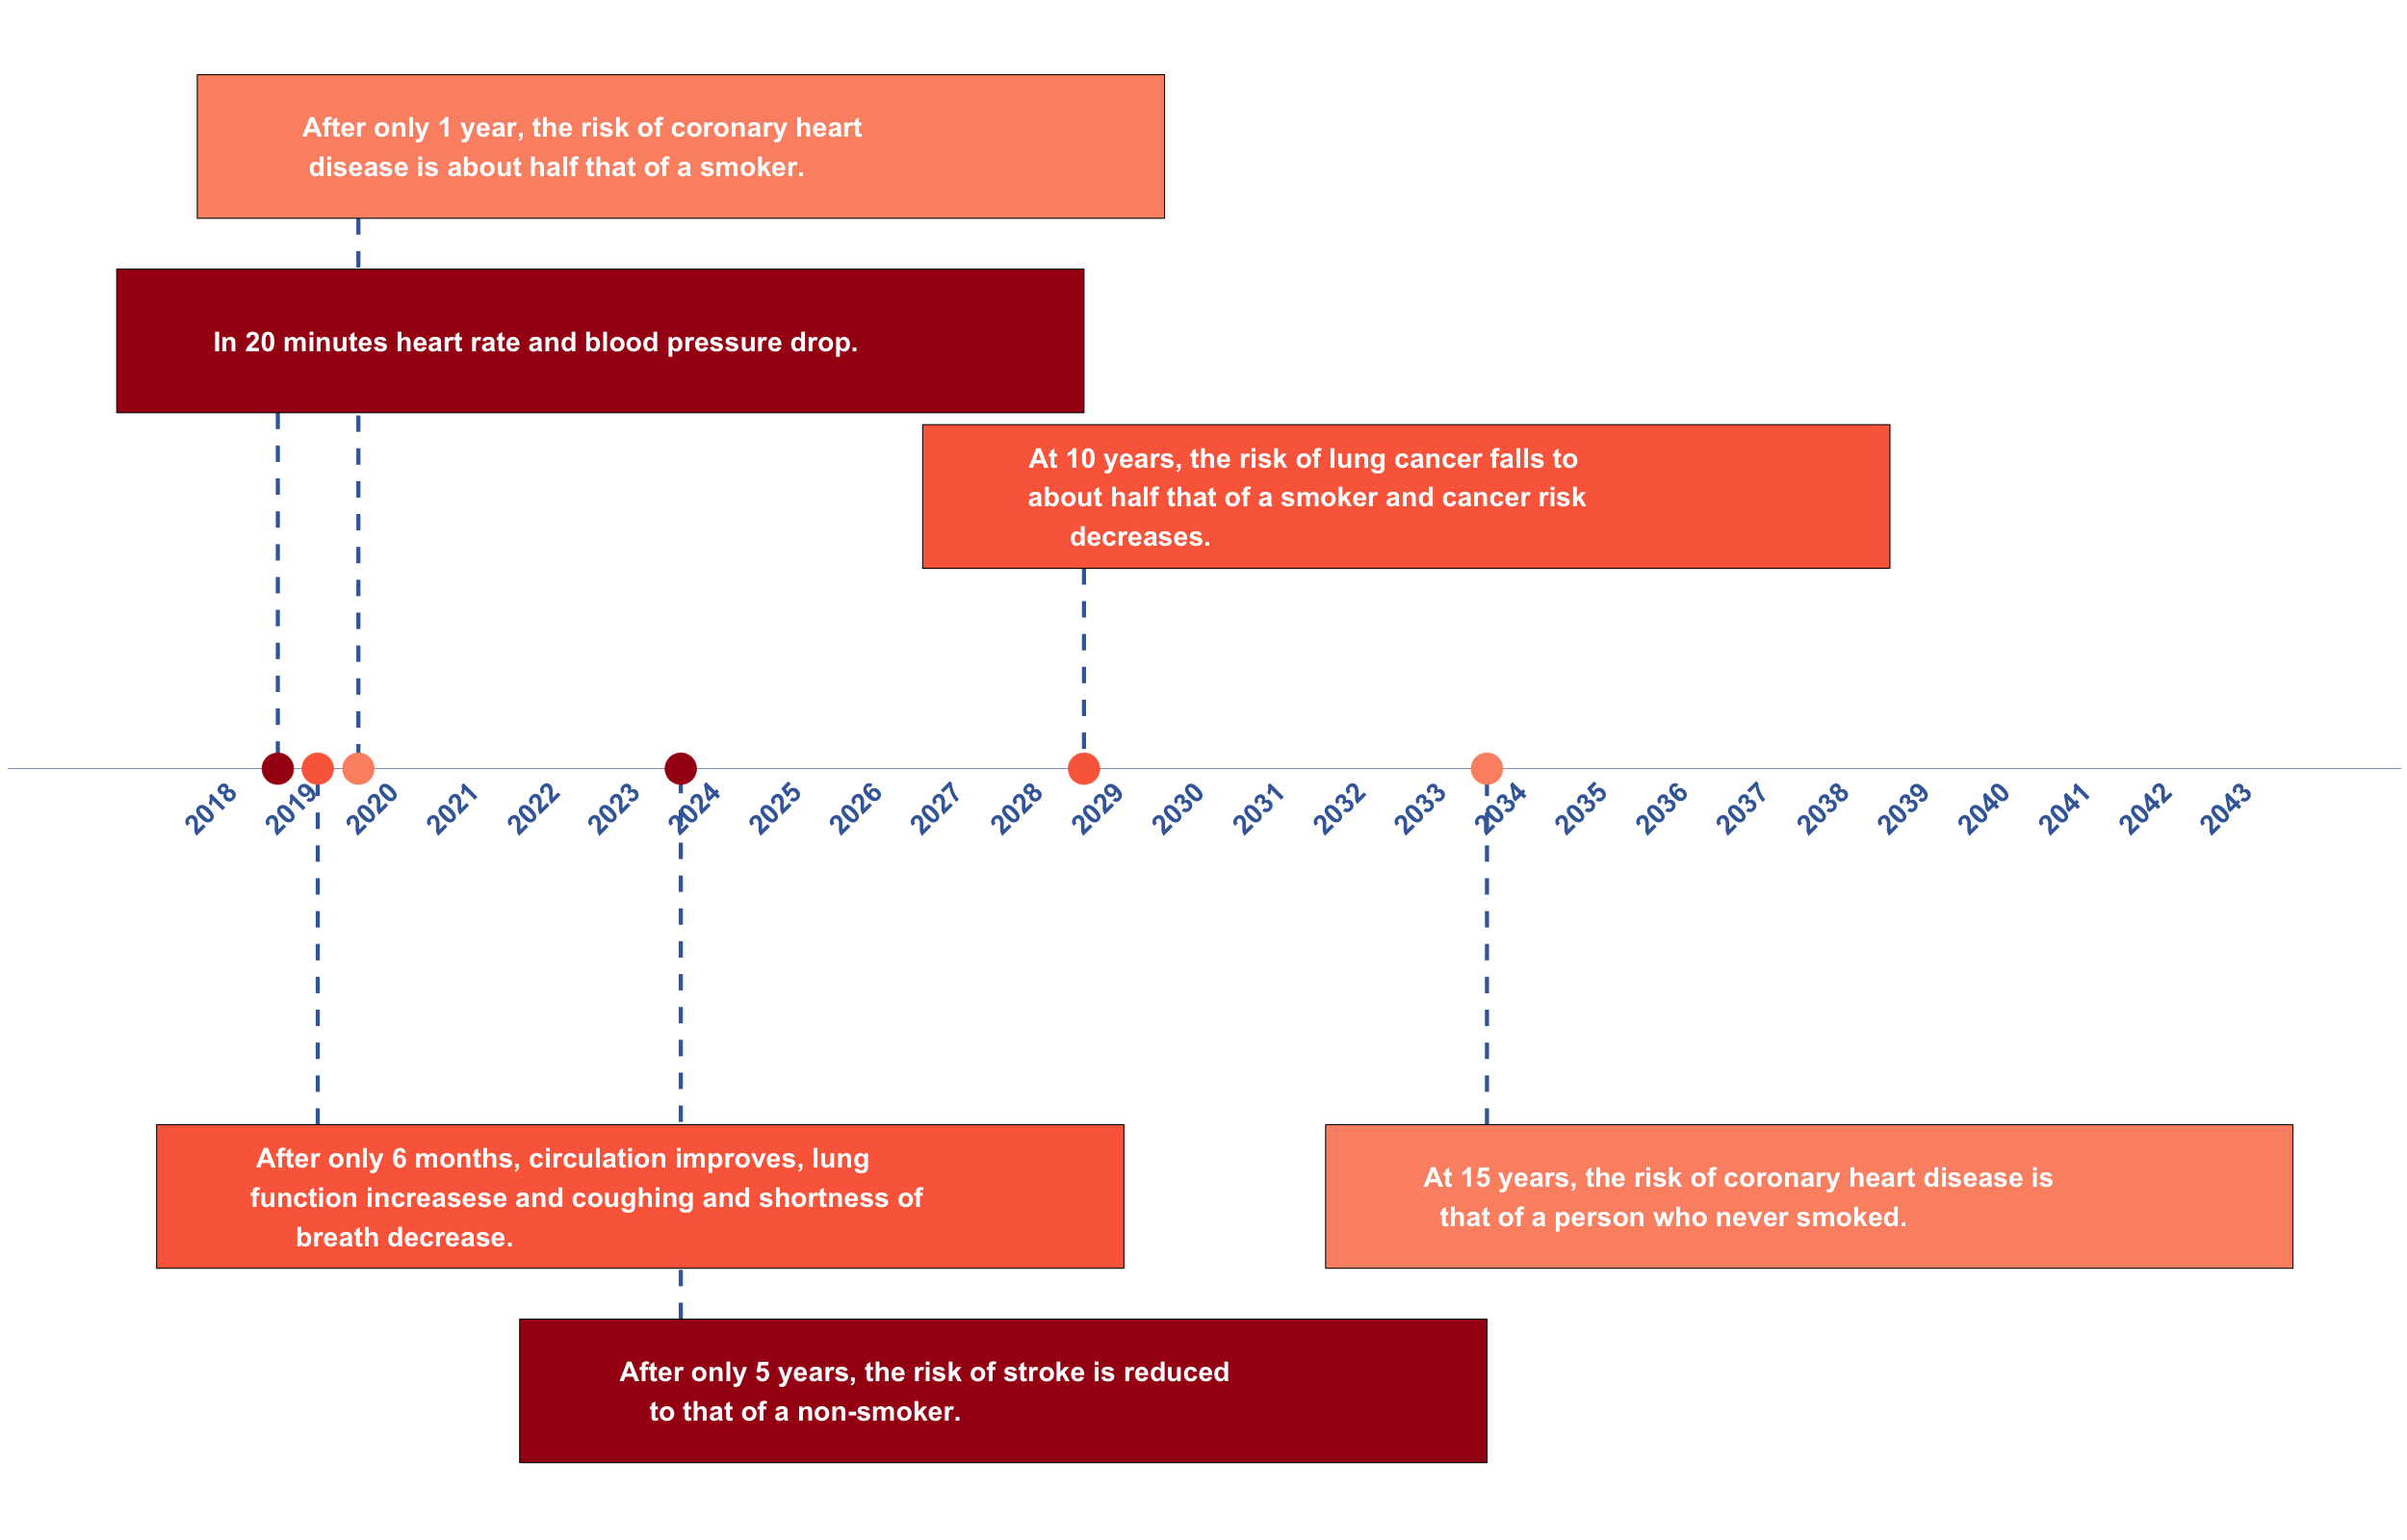 After only 1 year, the risk of coronary heart
disease is about half that of a smoker.
In 20 minutes heart rate and blood pressure drop.
At 10 years, the risk of lung cancer falls to
about half that of a smoker and cancer risk
decreases.
2018
2019
2020
2021
2022
2023
2024
2025
2026
2027
2028
2029
2030
2031
2032
2033
2034
2035
2036
2037
2038
2039
2040
2041
2042
2043
After only 6 months, circulation improves, lung
function increasese and coughing and shortness of
breath decrease.
At 15 years, the risk of coronary heart disease is
that of a person who never smoked.
After only 5 years, the risk of stroke is reduced
to that of a non-smoker.